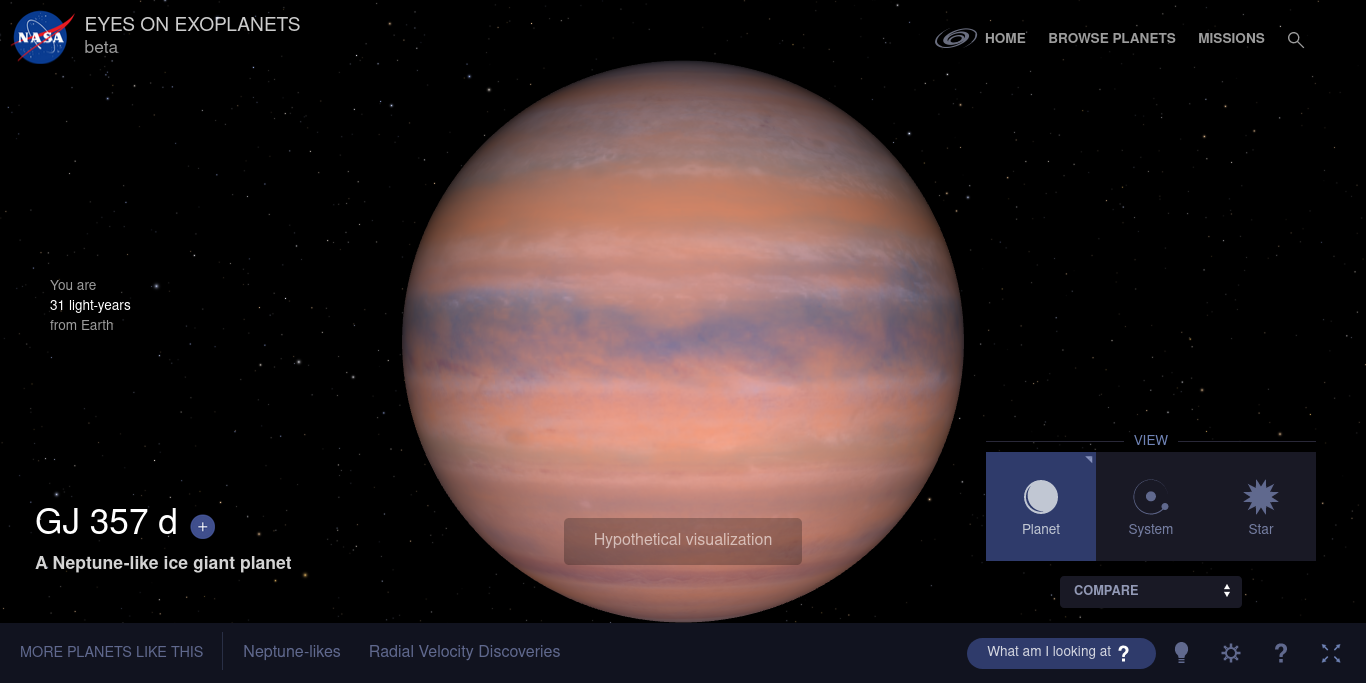 NASA
EYES ON EXOPLANETS
beta
HOME
BROWSE PLANETS
MISSIONS
You are
31 light-years
from Earth
GJ 357 d +
A Neptune-like ice giant planet
Hypothetical visualization
VIEW
Planet
System
Star
COMPARE
MORE PLANETS LIKE THIS
Neptune-likes
Radial Velocity Discoveries
What am I looking at ?
?